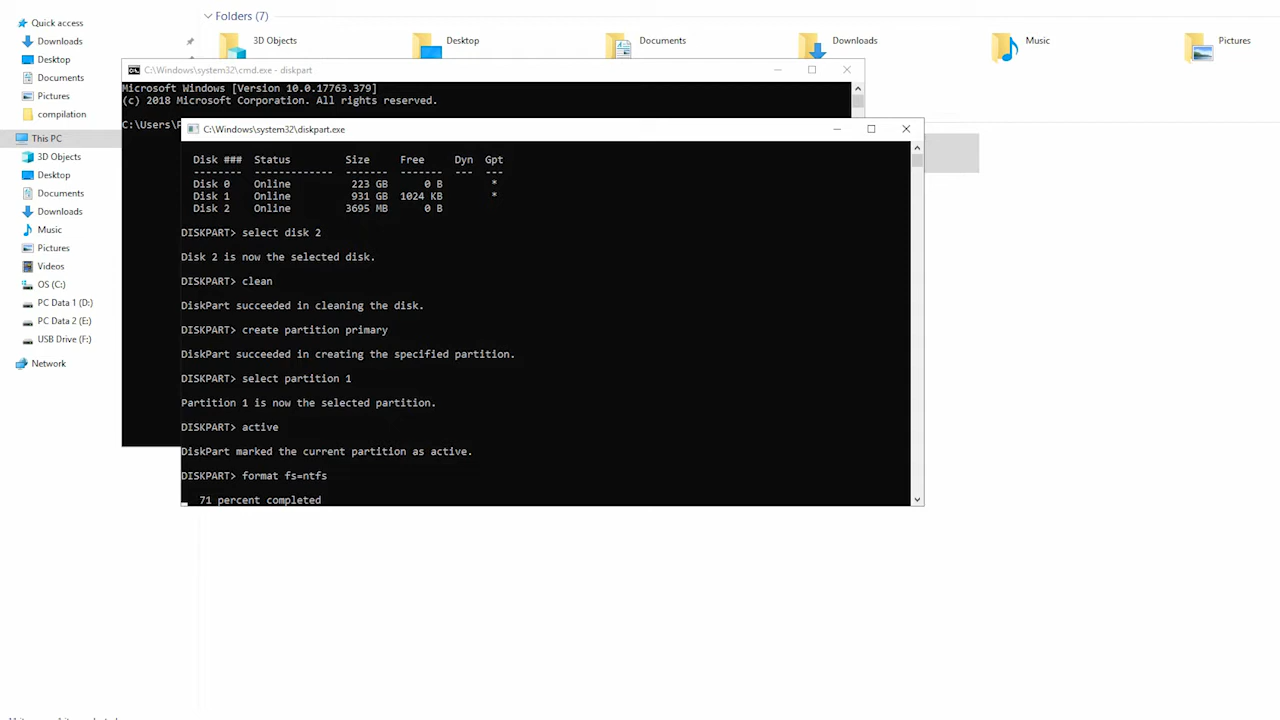 Quick access
Downloads
Desktop
Documents
Pictures
compilation
This PC
3D Objects
Desktop
Documents
Downloads
Music
Pictures
Videos
OS (C:)
PC Data 1 (D:)
PC Data 2 (E:)
USB Drive (F:)
Network
Folders (7)
3D Objects
Desktop
Documents
Downloads
Music
Pictures
C:\Windows\system32\cmd.exe - diskpart
Microsoft Windows [Version 10.0.17763.379]
(c) 2018 Microsoft Corporation. All rights reserved.
C:\Users\
C:\Windows\system32\diskpart.exe
Disk ### Status Size Free Dyn Gpt
-------- ------------- ------- ------- --- ---
Disk 0 Online 223 GB 0 B *
Disk 1 Online 931 GB 1024 KB *
Disk 2 Online 3695 MB 0 B
DISKPART> select disk 2
Disk 2 is now the selected disk.
DISKPART> clean
DiskPart succeeded in cleaning the disk.
DISKPART> create partition primary
DiskPart succeeded in creating the specified partition.
DISKPART> select partition 1
Partition 1 is now the selected partition.
DISKPART> active
DiskPart marked the current partition as active.
DISKPART> format fs=ntfs
71 percent completed